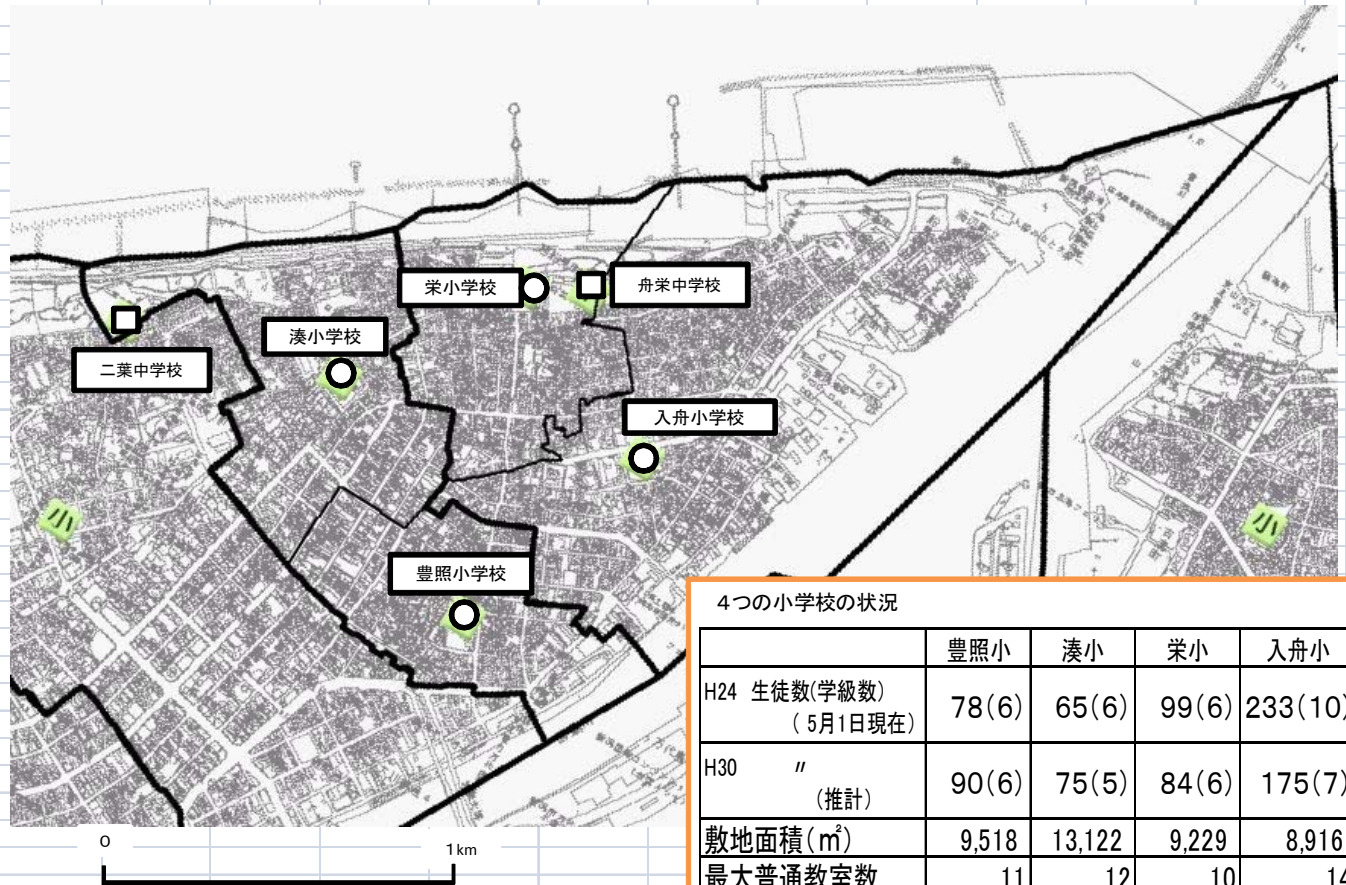 栄小学校
舟栄中学校
湊小学校
二葉中学校
入舟小学校
小
小
豊照小学校
0
1km
4つの小学校の状況
豊照小 湊小 栄小 入舟小
H24 生徒数(学級数)
(5月1日現在)
78(6) 65(6) 99(6) 233(10)
H30 〃
(推計)
90(6) 75(5) 84(6) 175(7)
敷地面積(㎡) 9,518 13,122 9,229 8,916
最大普通教室数 11 12 10 14